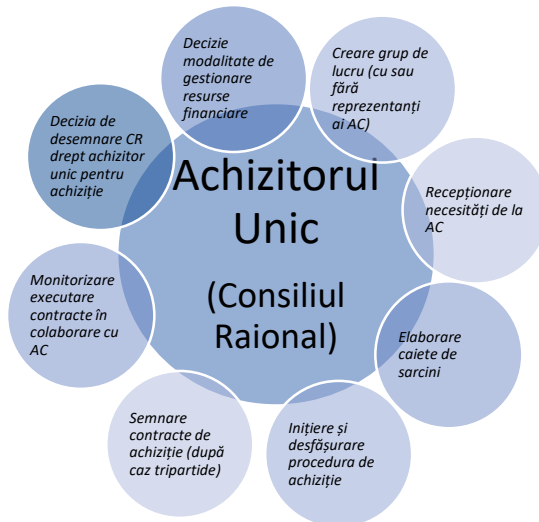 Decizie
modalitate de
gestionare
resurse
financiare
Creare grup de
lucru (cu sau
fără
reprezentanți
ai AC)
Recepționare
necesități de la
AC
Elaborare
caiete de
sarcini
Inițiere și
desfășurare
procedura de
achiziție
Semnare
contracte de
achiziție (după
caz tripartide)
Monitorizare
executare
contracte în
colaborare cu
AC
Decizia de
desemnare CR
drept achizitor
unic pentru
achiziție
Achizitorul
Unic
(Consiliul
Raional)